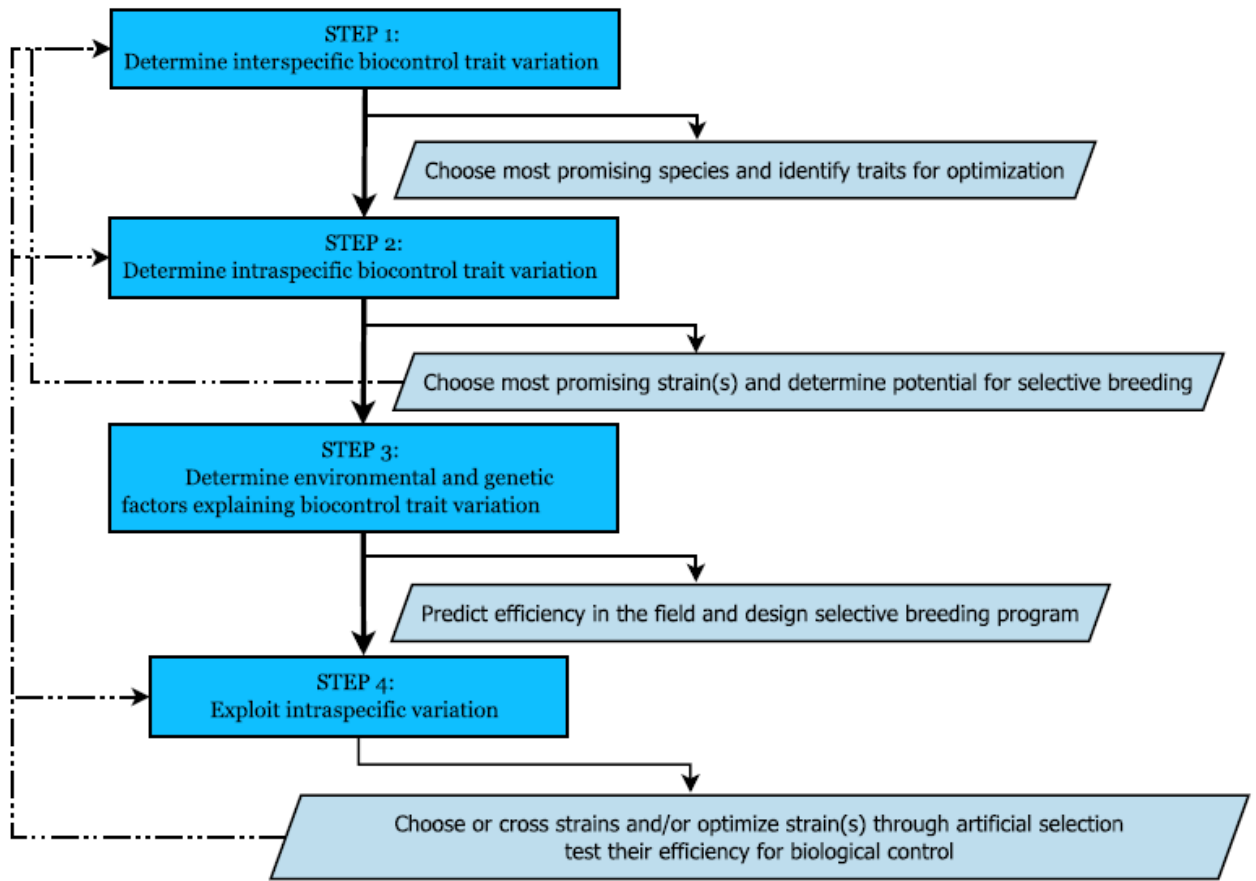 STEP 1:
Determine interspecific biocontrol trait variation
Choose most promising species and identify traits for optimization
STEP 2:
Determine intraspecific biocontrol trait variation
Choose most promising strain(s) and determine potential for selective breeding
STEP 3:
Determine environmental and genetic
factors explaining biocontrol trait variation
Predict efficiency in the field and design selective breeding program
STEP 4:
Exploit intraspecific variation
Choose or cross strains and/or optimize strain(s) through artificial selection
test their efficiency for biological control